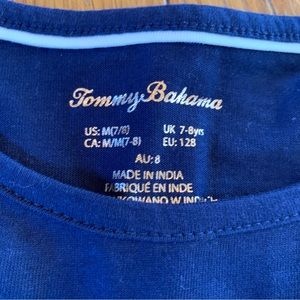 Tommy Bahama
US: M(7/8) UK 7-8yrs
CA: M/M(7-8) EU: 128
AU: 8
MADE IN INDIA
FABRIQUÉ EN INDE
W